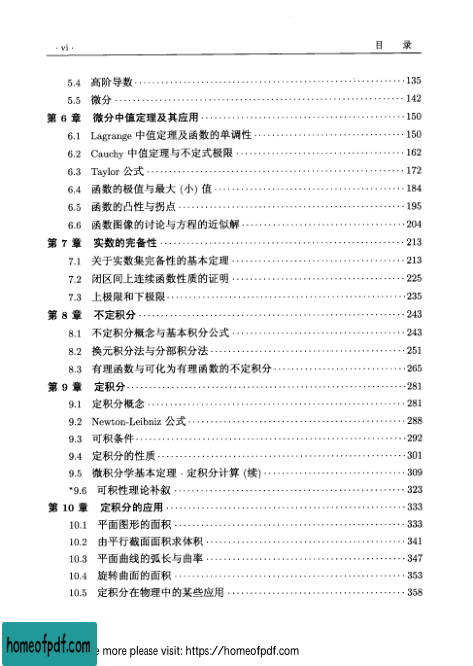 · vi · 目 录
5.4 高阶导数 135
5.5 微分 142
第 6 章 微分中值定理及其应用 150
6.1 Lagrange 中值定理及函数的单调性 150
6.2 Cauchy 中值定理与不定式极限 162
6.3 Taylor 公式 172
6.4 函数的极值与最大 (小) 值 184
6.5 函数的凸性与拐点 195
6.6 函数图像的讨论与方程的近似解 204
第 7 章 实数的完备性 213
7.1 关于实数集完备性的基本定理 213
7.2 闭区间上连续函数性质的证明 225
7.3 上极限和下极限 235
第 8 章 不定积分 243
8.1 不定积分概念与基本积分公式 243
8.2 换元积分法与分部积分法 251
8.3 有理函数与可化为有理函数的不定积分 265
第 9 章 定积分 281
9.1 定积分概念 281
9.2 Newton-Leibniz 公式 288
9.3 可积条件 292
9.4 定积分的性质 301
9.5 微积分学基本定理 · 定积分计算 (续) 309
*9.6 可积性理论补叙 323
第 10 章 定积分的应用 333
10.1 平面图形的面积 333
10.2 由平行截面面积求体积 341
10.3 平面曲线的弧长与曲率 347
10.4 旋转曲面的面积 353
10.5 定积分在物理中的某些应用 358
homeofpdf.com
more please visit: https://homeofpdf.com